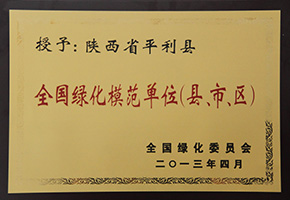 授予：陕西省平利县
全国绿化模范单位(县、市、区)
全国绿化委员会
二〇一三年四月